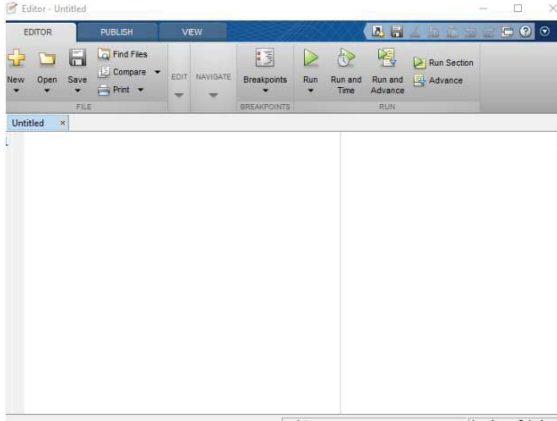 Editor - Untitled
EDITOR PUBLISH VIEW
New Open Save Find Files Compare Print
EDIT NAVIGATE Breakpoints Run Run and Time Run and Advance Run Section Advance
FILE BREAKPOINTS RUN
Untitled